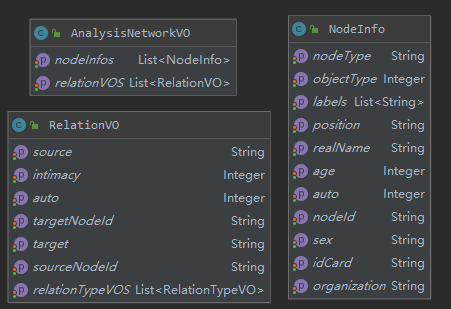 AnalysisNetworkVO
nodeInfos List<NodeInfo>
relationVOS List<RelationVO>
RelationVO
source String
intimacy Integer
auto Integer
targetNodeId String
target String
sourceNodeId String
relationTypeVOS List<RelationTypeVO>
NodeInfo
nodeType String
objectType Integer
labels List<String>
position String
realName String
age Integer
auto Integer
nodeId String
sex String
idCard String
organization String